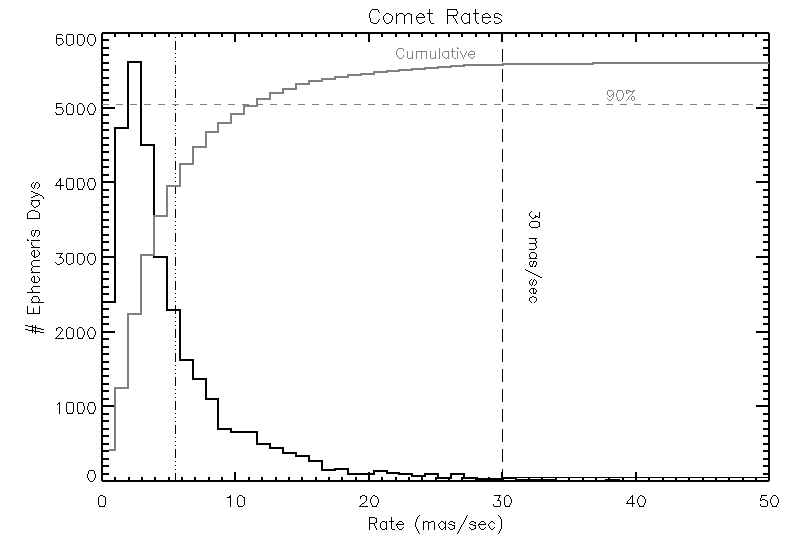 Comet Rates
6000
5000
4000
3000
2000
1000
0
# Ephemeris Days
Cumulative
90%
30 mas/sec
0 10 20 30 40 50
Rate (mas/sec)